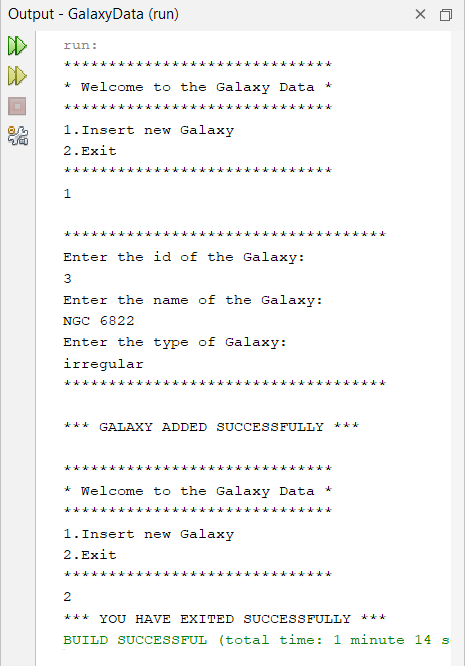 Output - GalaxyData (run)
run:
******************************
* Welcome to the Galaxy Data *
******************************
1.Insert new Galaxy
2.Exit
******************************
1
************************************
Enter the id of the Galaxy:
3
Enter the name of the Galaxy:
NGC 6822
Enter the type of Galaxy:
irregular
************************************
*** GALAXY ADDED SUCCESSFULLY ***
******************************
* Welcome to the Galaxy Data *
******************************
1.Insert new Galaxy
2.Exit
******************************
2
*** YOU HAVE EXITED SUCCESSFULLY ***
BUILD SUCCESSFUL (total time: 1 minute 14 s